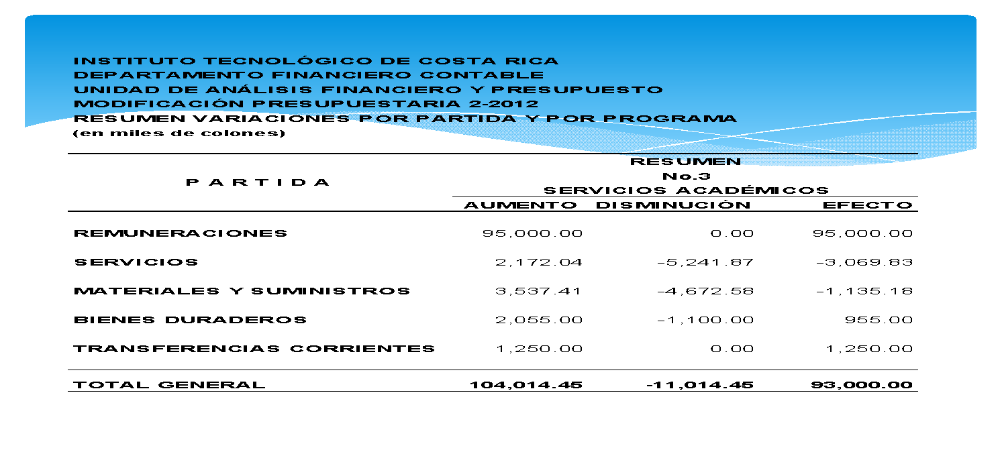 INSTITUTO TECNOLÓGICO DE COSTA RICA
DEPARTAMENTO FINANCIERO CONTABLE
UNIDAD DE ANÁLISIS FINANCIERO Y PRESUPUESTO
MODIFICACIÓN PRESUPUESTARIA 2-2012
RESUMEN VARIACIONES POR PARTIDA Y POR PROGRAMA
(en miles de colones)
RESUMEN
No.3
P A R T I D A
SERVICIOS ACADÉMICOS
AUMENTO DISMINUCIÓN EFECTO
REMUNERACIONES 95,000.00 0.00 95,000.00
SERVICIOS 2,172.04 -5,241.87 -3,069.83
MATERIALES Y SUMINISTROS 3,537.41 -4,672.58 -1,135.18
BIENES DURADEROS 2,055.00 -1,100.00 955.00
TRANSFERENCIAS CORRIENTES 1,250.00 0.00 1,250.00
TOTAL GENERAL 104,014.45 -11,014.45 93,000.00